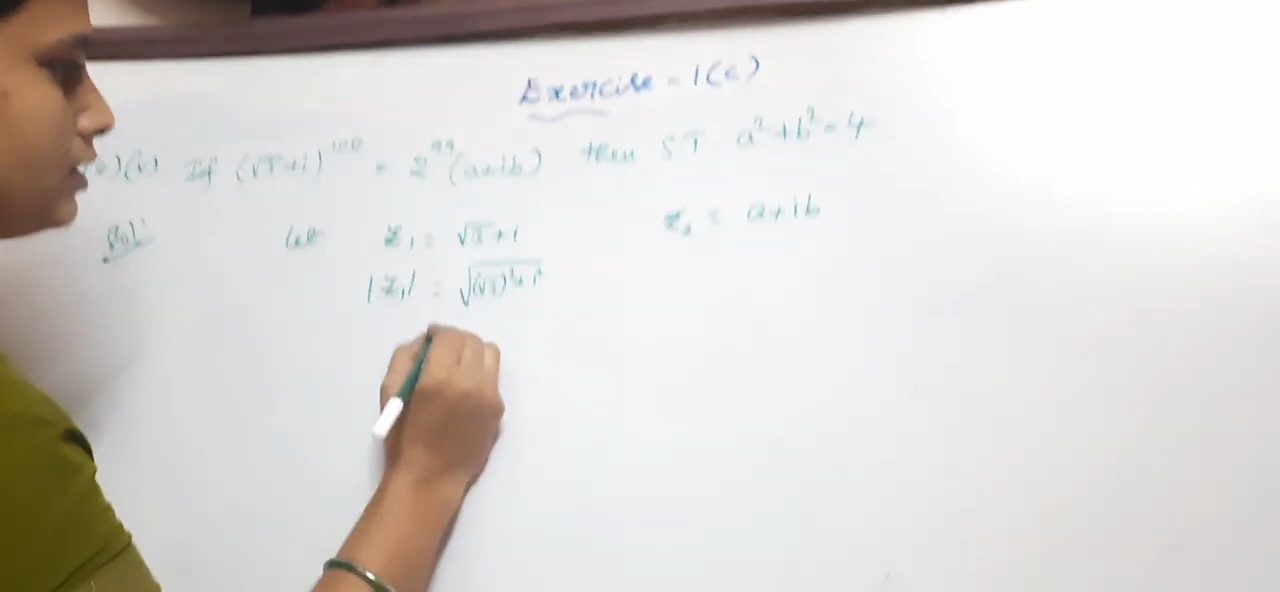 Exercise - 1(c)
)(v) If (√3+i)^100 = 2^99 (a+ib) then S T a²+b²=4
Sol: let z₁ = √3+i z₂ = a+ib
|z₁| = √(√3)²+1²